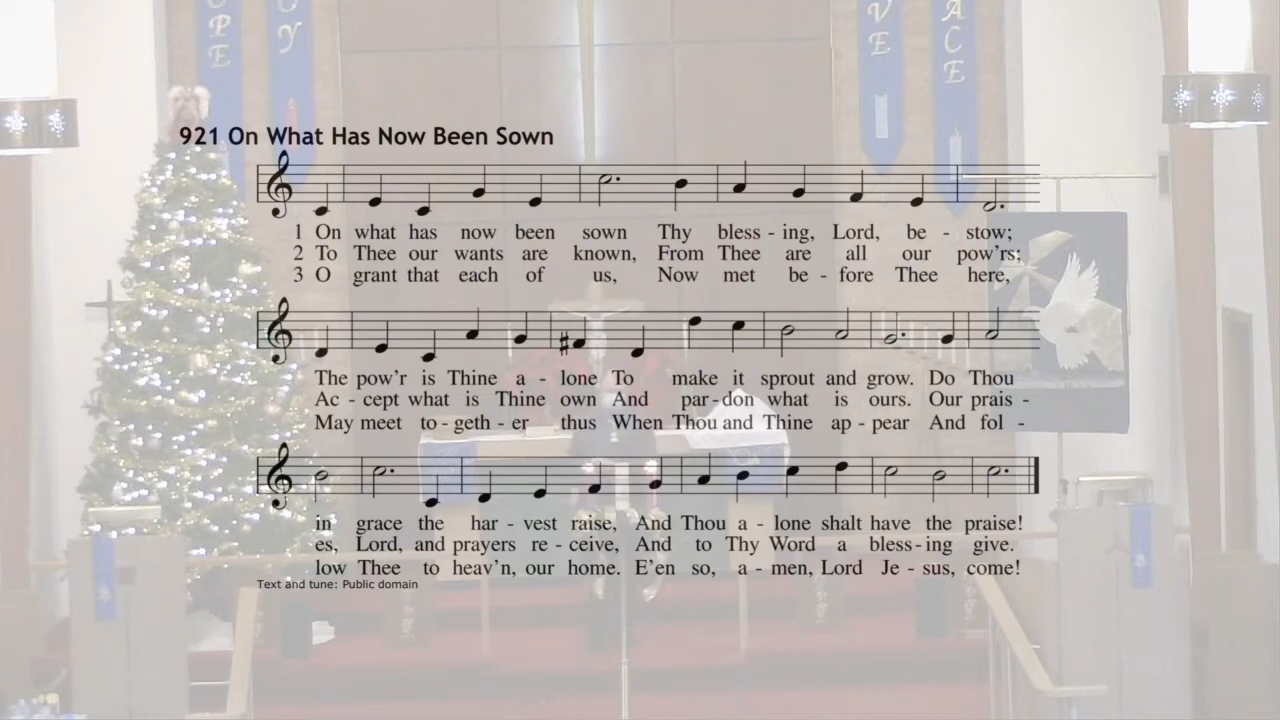 OPE
OY
VE
ACE
921 On What Has Now Been Sown
1 On what has now been sown Thy bless - ing, Lord, be - stow;
2 To Thee our wants are known, From Thee are all our pow'rs;
3 O grant that each of us, Now met be - fore Thee here,
The pow'r is Thine a - lone To make it sprout and grow. Do Thou
Ac - cept what is Thine own And par - don what is ours. Our prais -
May meet to - geth - er thus When Thou and Thine ap - pear And fol -
in grace the har - vest raise, And Thou a - lone shalt have the praise!
es, Lord, and prayers re - ceive, And to Thy Word a bless - ing give.
low Thee to heav'n, our home. E'en so, a - men, Lord Je - sus, come!
Text and tune: Public domain